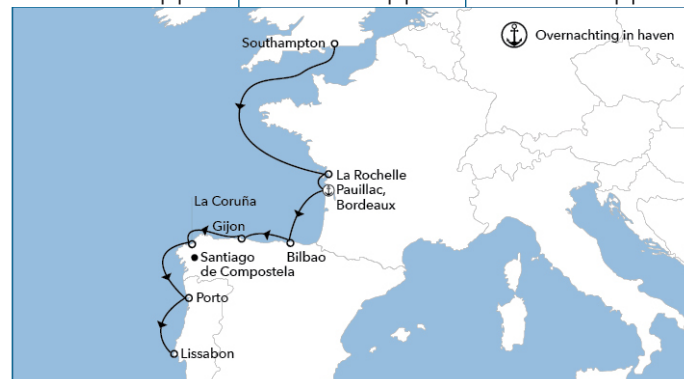 Southampton
Overnachting in haven
La Rochelle
Pauillac,
Bordeaux
La Coruña
Gijon
Santiago
de Compostela
Bilbao
Porto
Lissabon